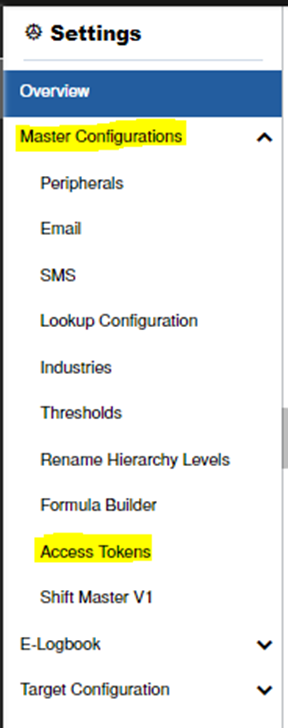 Settings
Overview
Master Configurations
Peripherals
Email
SMS
Lookup Configuration
Industries
Thresholds
Rename Hierarchy Levels
Formula Builder
Access Tokens
Shift Master V1
E-Logbook
Target Configuration